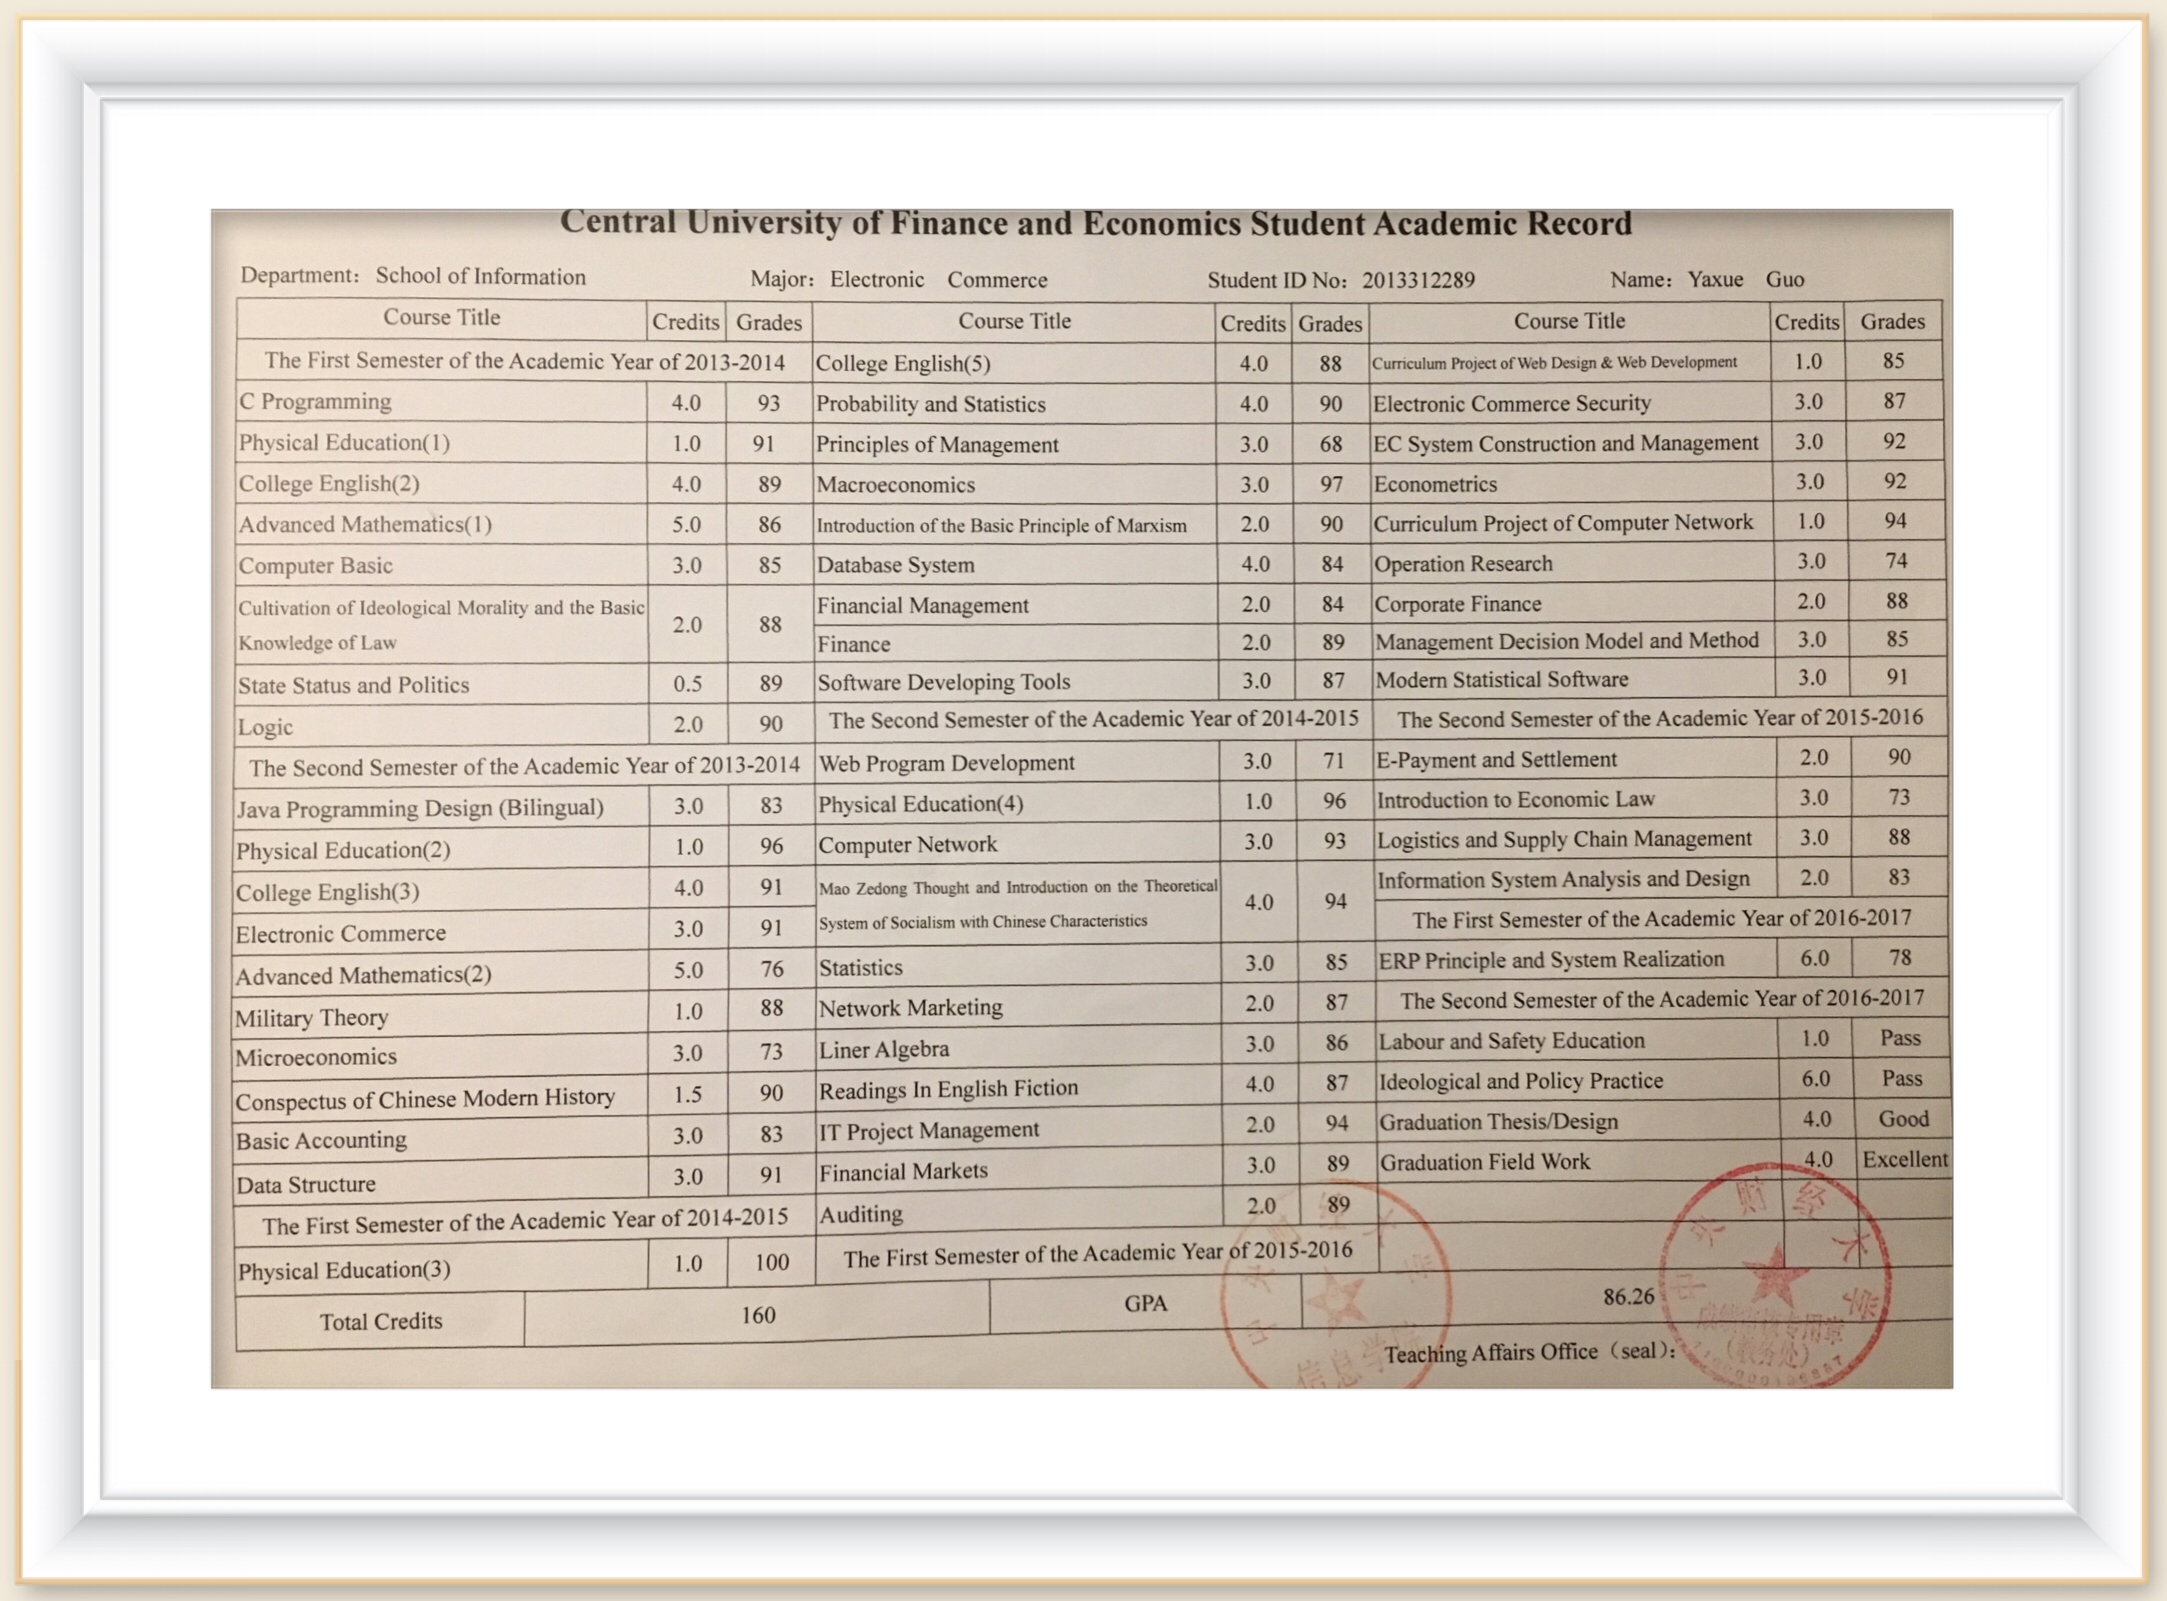 Central University of Finance and Economics Student Academic Record
Department: School of Information Major: Electronic Commerce Student ID No: 2013312289 Name: Yaxue Guo
Course Title Credits Grades
The First Semester of the Academic Year of 2013-2014
C Programming 4.0 93
Physical Education(1) 1.0 91
College English(2) 4.0 89
Advanced Mathematics(1) 5.0 86
Computer Basic 3.0 85
Cultivation of Ideological Morality and the Basic
Knowledge of Law 2.0 88
State Status and Politics 0.5 89
Logic 2.0 90
The Second Semester of the Academic Year of 2013-2014
Java Programming Design (Bilingual) 3.0 83
Physical Education(2) 1.0 96
College English(3) 4.0 91
Electronic Commerce 3.0 91
Advanced Mathematics(2) 5.0 76
Military Theory 1.0 88
Microeconomics 3.0 73
Conspectus of Chinese Modern History 1.5 90
Basic Accounting 3.0 83
Data Structure 3.0 91
The First Semester of the Academic Year of 2014-2015
Physical Education(3) 1.0 100
Course Title Credits Grades
College English(5) 4.0 88
Probability and Statistics 4.0 90
Principles of Management 3.0 68
Macroeconomics 3.0 97
Introduction of the Basic Principle of Marxism 2.0 90
Database System 4.0 84
Financial Management 2.0 84
Finance 2.0 89
Software Developing Tools 3.0 87
The Second Semester of the Academic Year of 2014-2015
Web Program Development 3.0 71
Physical Education(4) 1.0 96
Computer Network 3.0 93
Mao Zedong Thought and Introduction on the Theoretical
System of Socialism with Chinese Characteristics 4.0 94
Statistics 3.0 85
Network Marketing 2.0 87
Liner Algebra 3.0 86
Readings In English Fiction 4.0 87
IT Project Management 2.0 94
Financial Markets 3.0 89
Auditing 2.0 89
The First Semester of the Academic Year of 2015-2016
Course Title Credits Grades
Curriculum Project of Web Design & Web Development 1.0 85
Electronic Commerce Security 3.0 87
EC System Construction and Management 3.0 92
Econometrics 3.0 92
Curriculum Project of Computer Network 1.0 94
Operation Research 3.0 74
Corporate Finance 2.0 88
Management Decision Model and Method 3.0 85
Modern Statistical Software 3.0 91
The Second Semester of the Academic Year of 2015-2016
E-Payment and Settlement 2.0 90
Introduction to Economic Law 3.0 73
Logistics and Supply Chain Management 3.0 88
Information System Analysis and Design 2.0 83
The First Semester of the Academic Year of 2016-2017
ERP Principle and System Realization 6.0 78
The Second Semester of the Academic Year of 2016-2017
Labour and Safety Education 1.0 Pass
Ideological and Policy Practice 6.0 Pass
Graduation Thesis/Design 4.0 Good
Graduation Field Work 4.0 Excellent
Total Credits 160 GPA 86.26
Teaching Affairs Office (seal):
中央财经大学
信息学院
中央财经大学
(教务处)